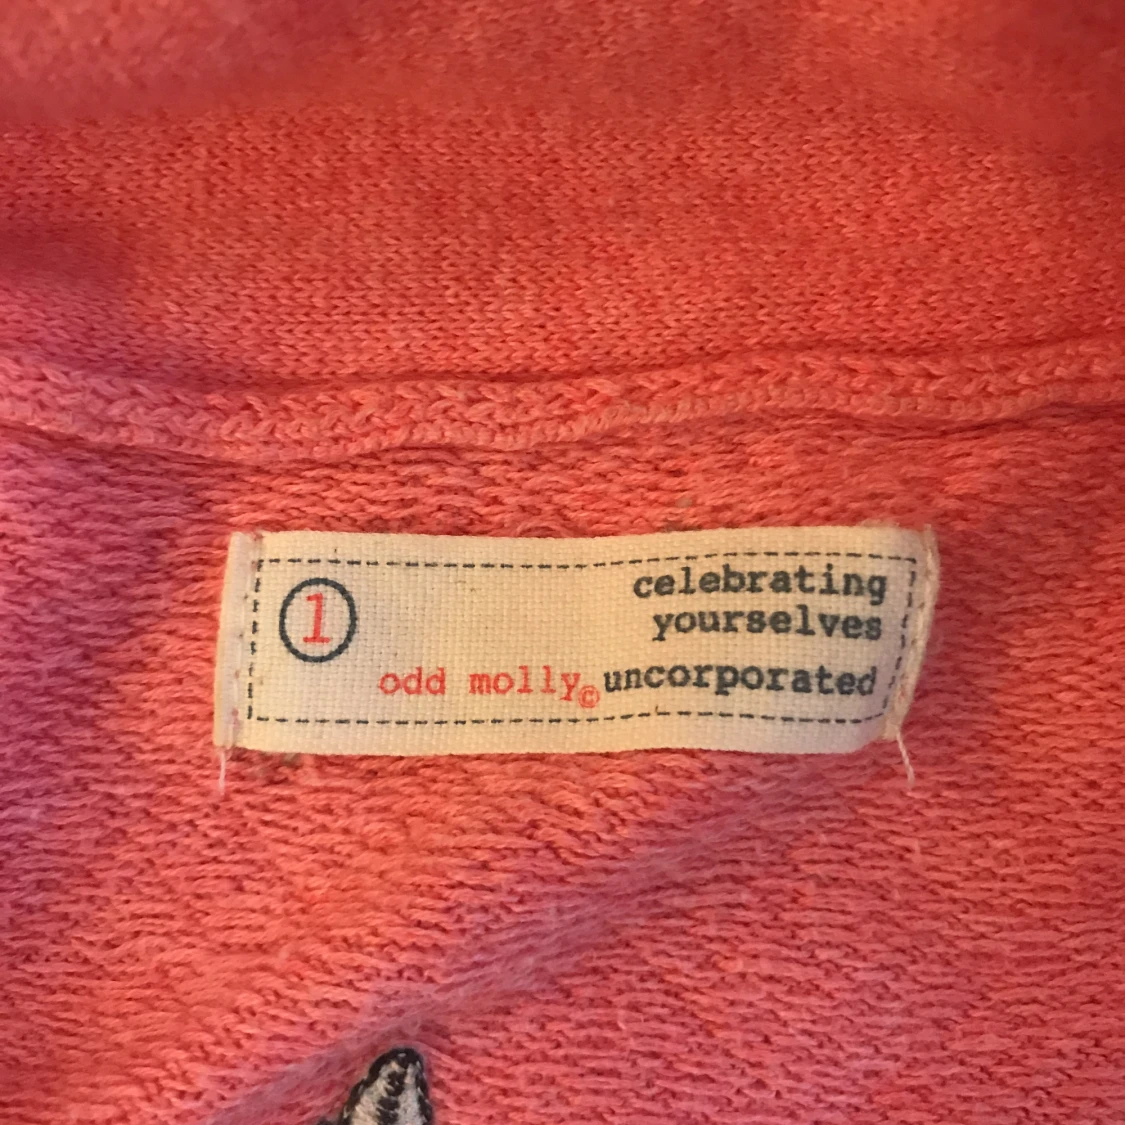 1
celebrating
yourselves
odd molly© uncorporated